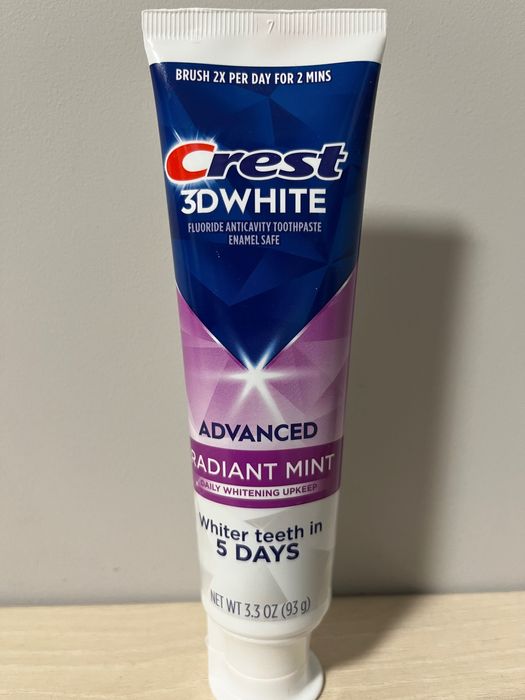 BRUSH 2X PER DAY FOR 2 MINS
Crest
3DWHITE
FLUORIDE ANTICAVITY TOOTHPASTE
ENAMEL SAFE
ADVANCED
RADIANT MINT
DAILY WHITENING UPKEEP
Whiter teeth in
5 DAYS
NET WT 3.3 OZ (93 g)